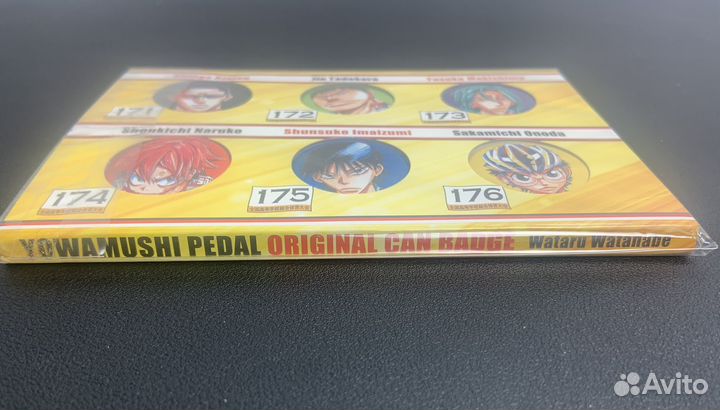 Jin Tadokoro Yusuke Makishima
171 172 173
Shoukichi Naruko Shunsuke Imaizumi Sakamichi Onoda
174 175 176
YOWAMUSHI PEDAL ORIGINAL CAN BADGE Wataru Watanabe
Avito